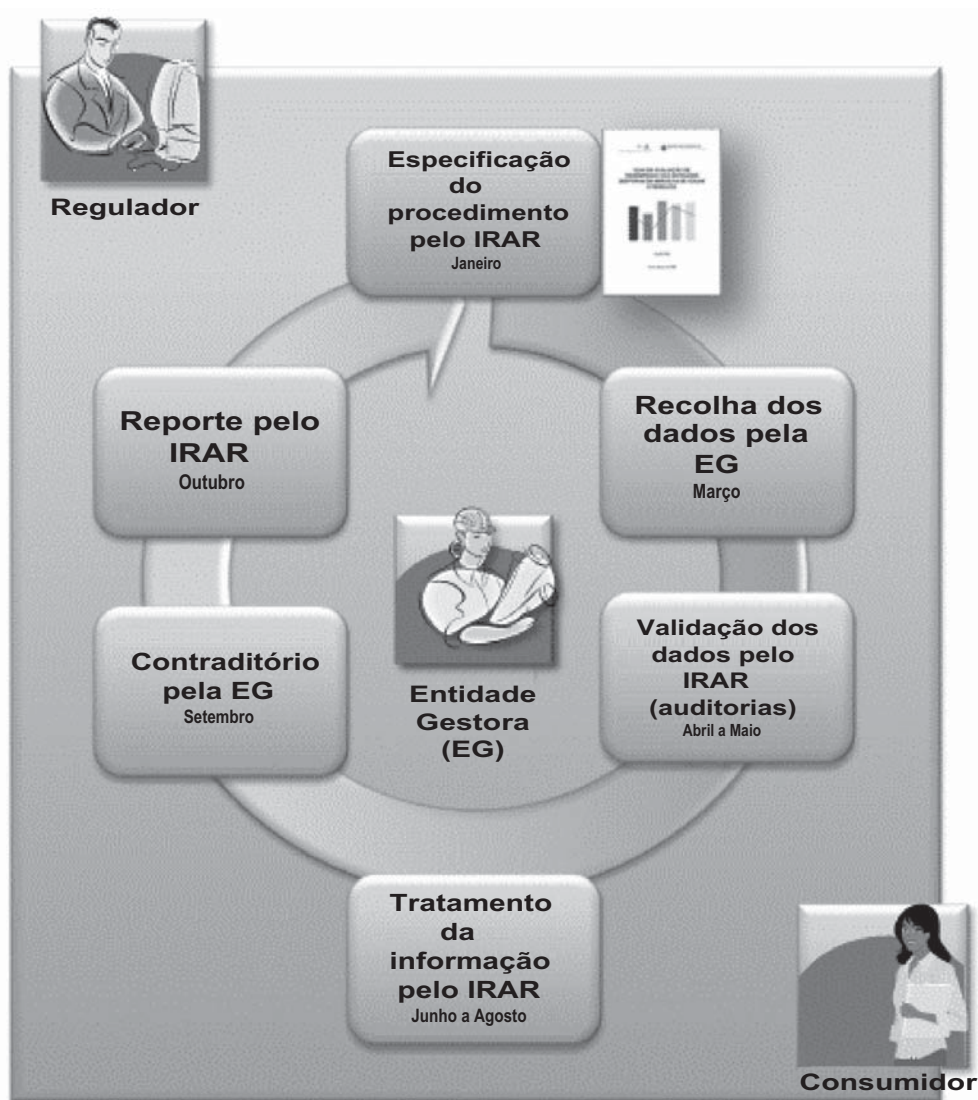 Regulador
Especificação
do
procedimento
pelo IRAR
Janeiro
Recolha dos
dados pela
EG
Março
Validação dos
dados pelo
IRAR
(auditorias)
Abril a Maio
Tratamento
da
informação
pelo IRAR
Junho a Agosto
Contraditório
pela EG
Setembro
Reporte pelo
IRAR
Outubro
Entidade
Gestora
(EG)
Consumidor